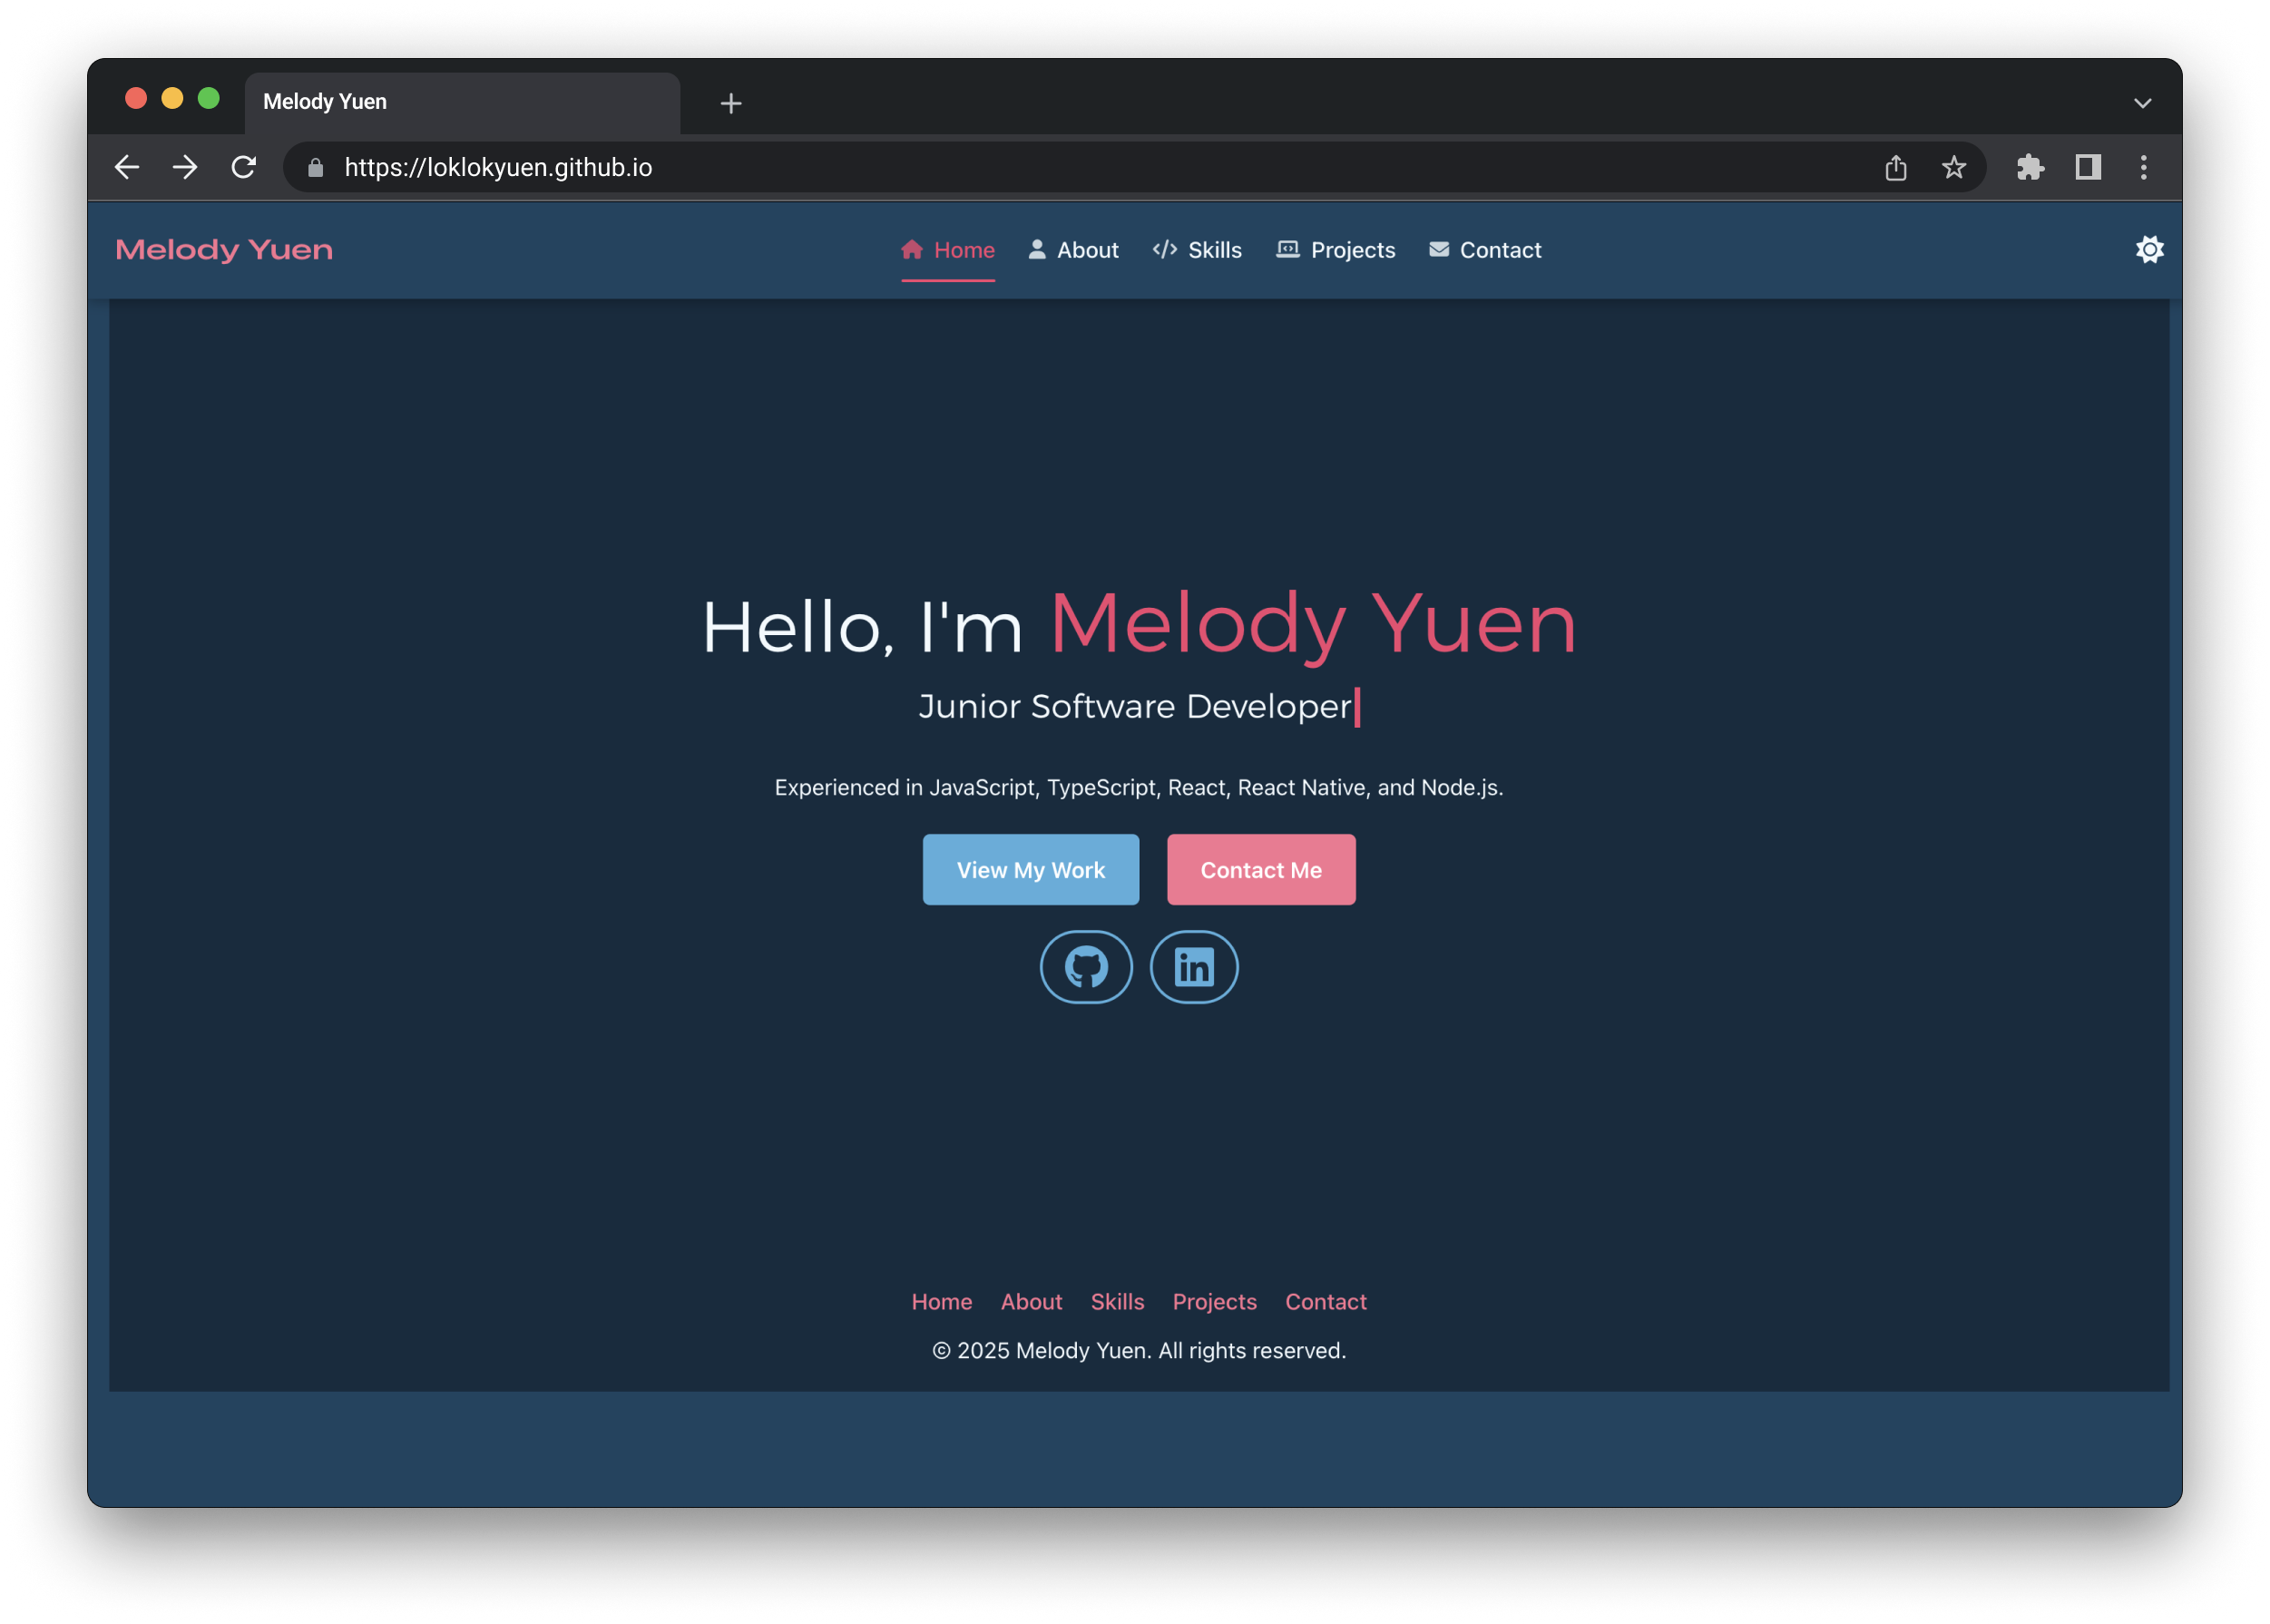 Melody Yuen
https://loklokyuen.github.io
Melody Yuen Home About Skills Projects Contact
Hello, I'm Melody Yuen
Junior Software Developer
Experienced in JavaScript, TypeScript, React, React Native, and Node.js.
View My Work Contact Me
in
Home About Skills Projects Contact
© 2025 Melody Yuen. All rights reserved.